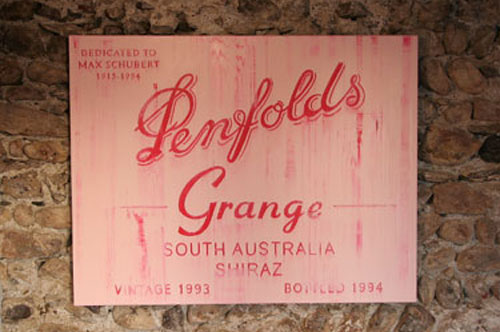 DEDICATED TO
MAX SCHUBERT
1915-1994
Penfolds
Grange
SOUTH AUSTRALIA
SHIRAZ
VINTAGE 1993 BOTTLED 1994